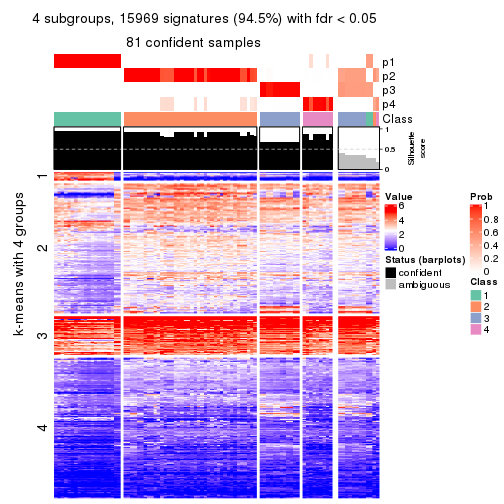 4 subgroups, 15969 signatures (94.5%) with fdr < 0.05
81 confident samples
p1
p2
p3
p4
Class
1
0.5
0
Silhouette
score
k-means with 4 groups
1
2
3
4
Value
6
4
2
0
Status (barplots)
confident
ambiguous
Prob
1
0.8
0.6
0.4
0.2
0
Class
1
2
3
4